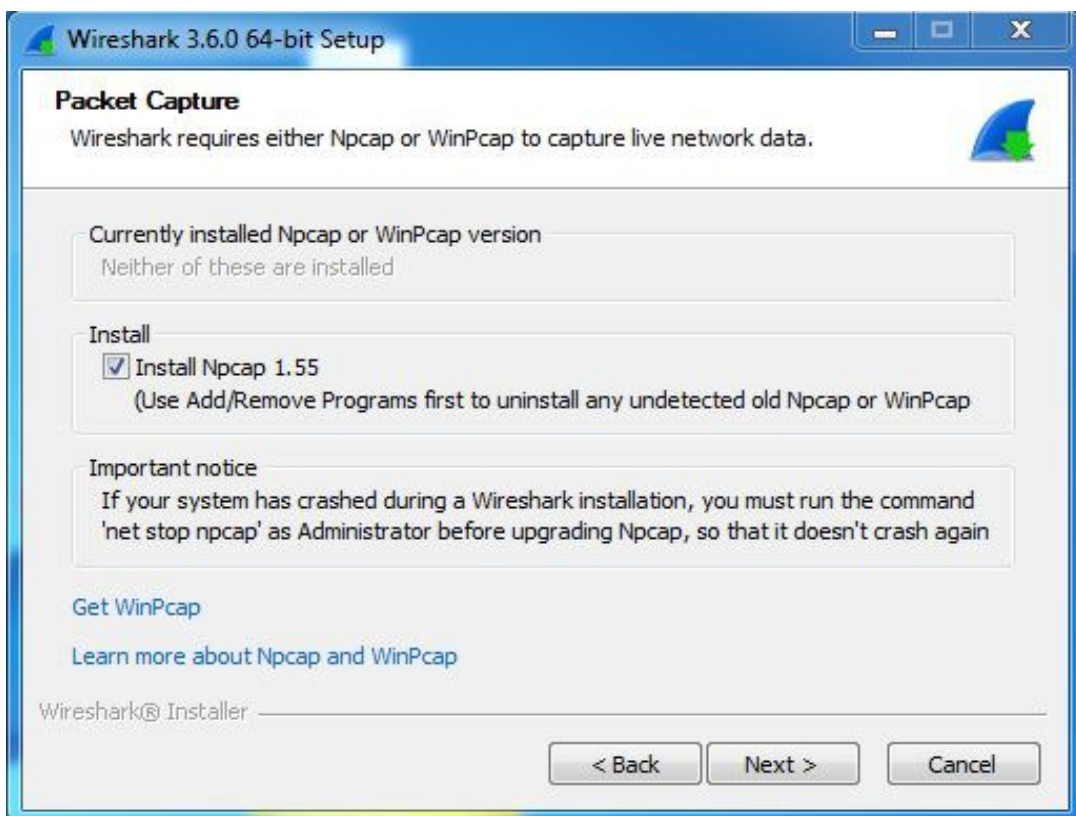 Wireshark 3.6.0 64-bit Setup
Packet Capture
Wireshark requires either Npcap or WinPcap to capture live network data.
Currently installed Npcap or WinPcap version
Neither of these are installed
Install
Install Npcap 1.55
(Use Add/Remove Programs first to uninstall any undetected old Npcap or WinPcap
Important notice
If your system has crashed during a Wireshark installation, you must run the command
'net stop npcap' as Administrator before upgrading Npcap, so that it doesn't crash again
Get WinPcap
Learn more about Npcap and WinPcap
Wireshark® Installer
< Back Next > Cancel